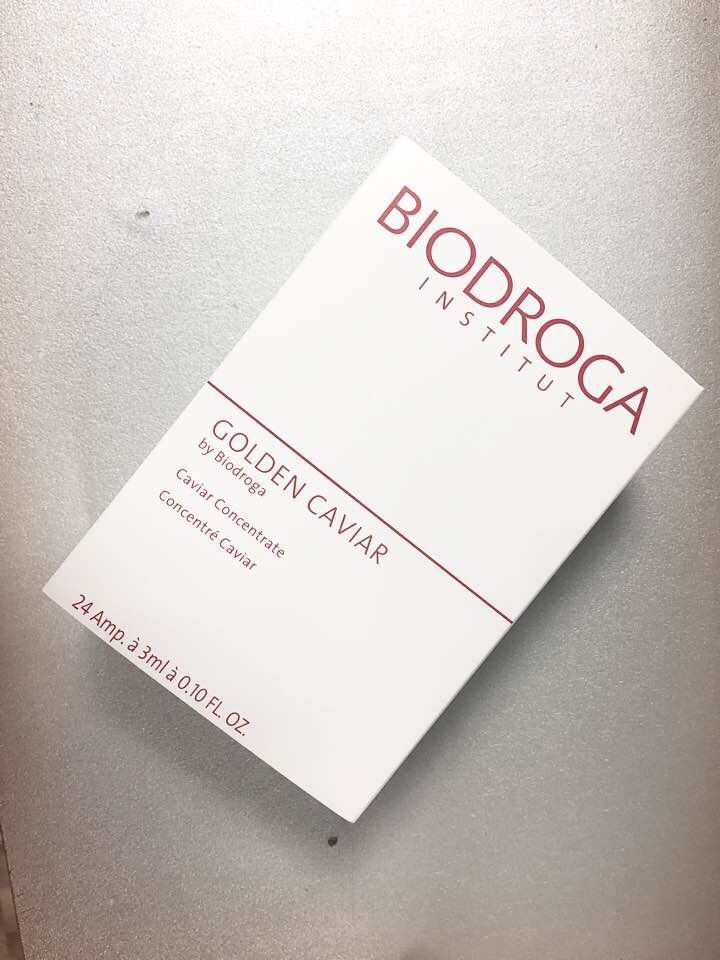 BIODROGA
INSTITUT
GOLDEN CAVIAR
by Biodroga
Caviar Concentrate
Concentré Caviar
24 Amp. à 3ml à 0.10 FL. OZ.